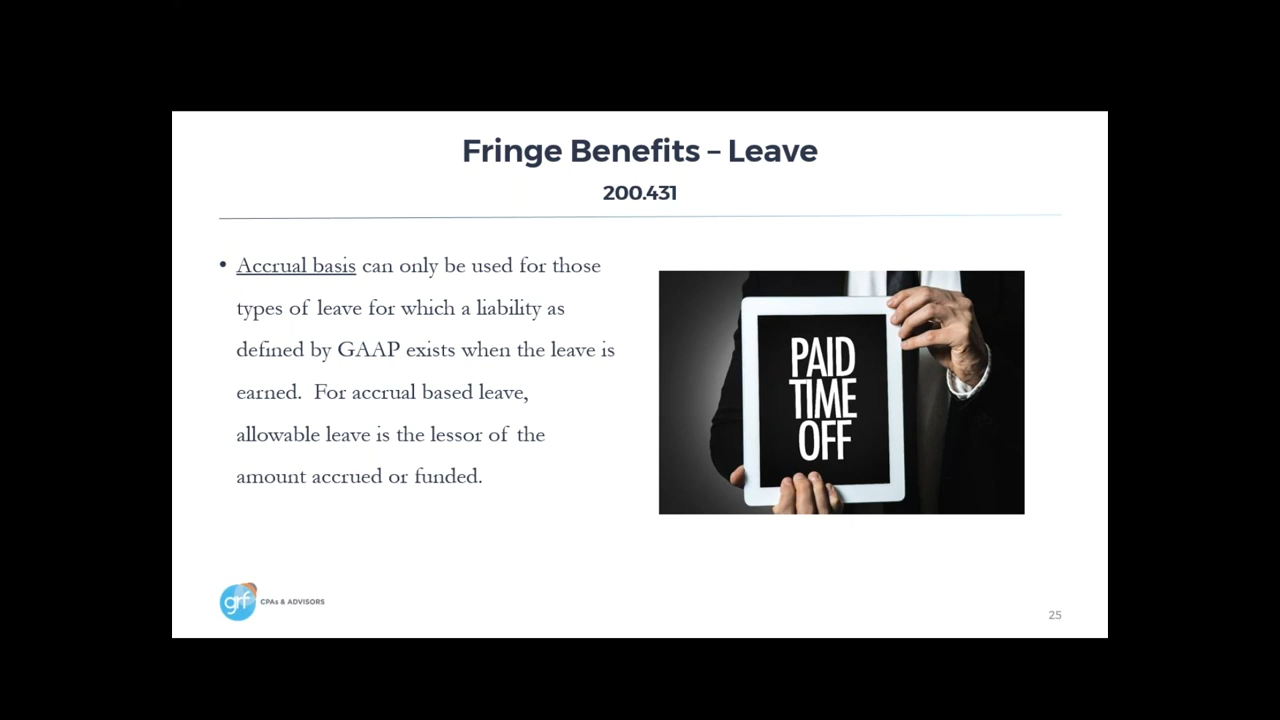 Fringe Benefits – Leave
200.431
• Accrual basis can only be used for those
types of leave for which a liability as
defined by GAAP exists when the leave is
earned.  For accrual based leave,
allowable leave is the lessor of the
amount accrued or funded.
PAID
TIME
OFF
grf CPAs & ADVISORS
25